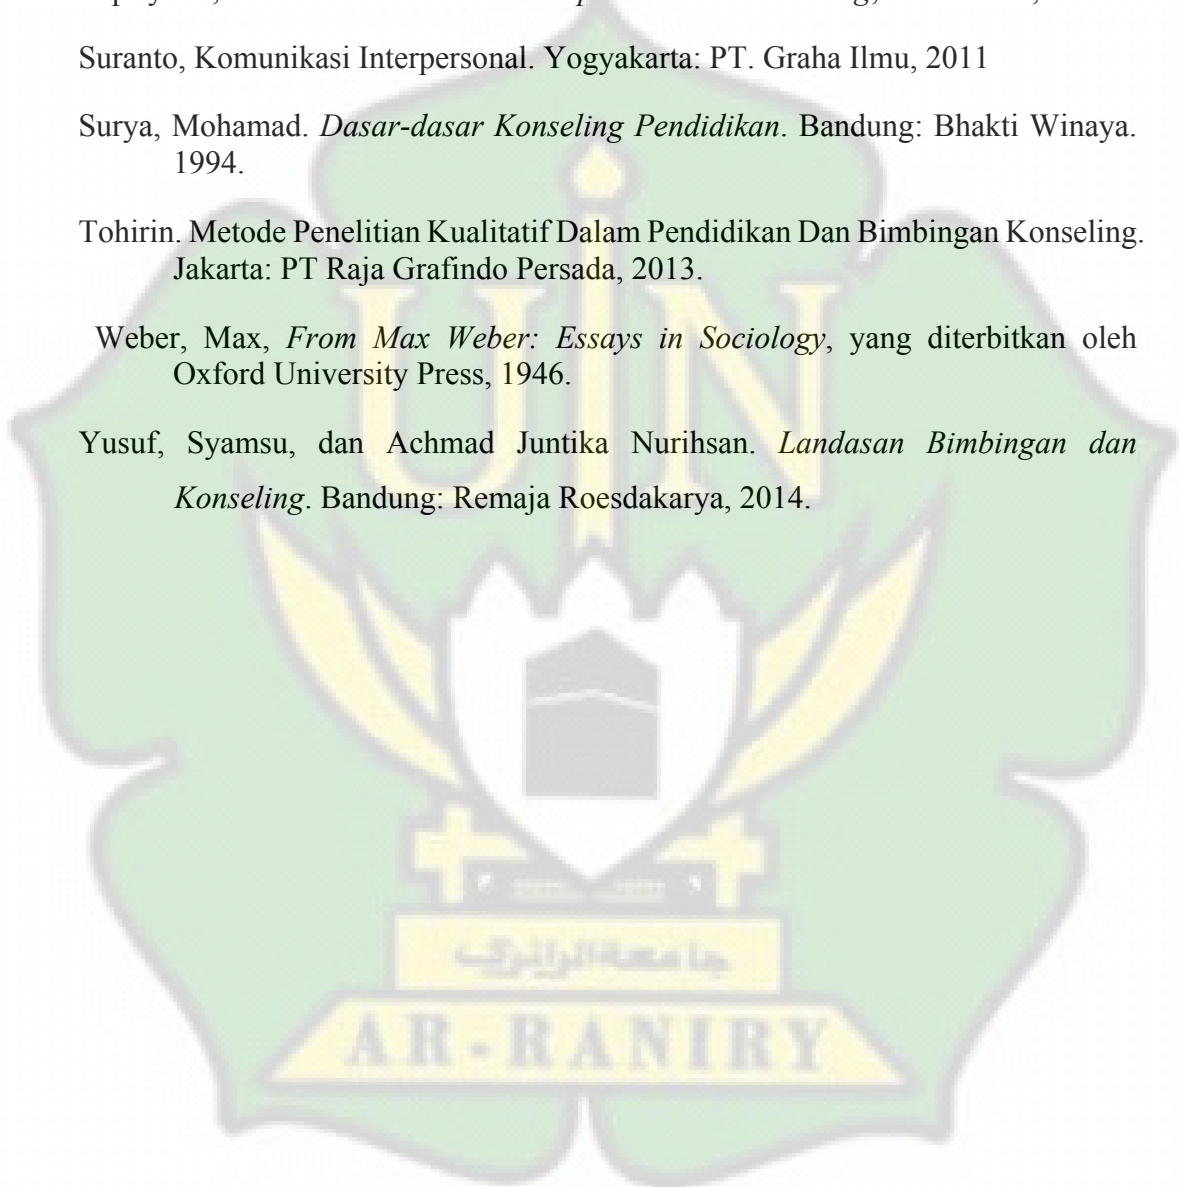 Suranto, Komunikasi Interpersonal. Yogyakarta: PT. Graha Ilmu, 2011
Surya, Mohamad. Dasar-dasar Konseling Pendidikan. Bandung: Bhakti Winaya.
1994.
Tohirin. Metode Penelitian Kualitatif Dalam Pendidikan Dan Bimbingan Konseling.
Jakarta: PT Raja Grafindo Persada, 2013.
Weber, Max, From Max Weber: Essays in Sociology, yang diterbitkan oleh
Oxford University Press, 1946.
Yusuf, Syamsu, dan Achmad Juntika Nurihsan. Landasan Bimbingan dan
Konseling. Bandung: Remaja Roesdakarya, 2014.
UIN
جامعة الرانري
AR-RANIRY